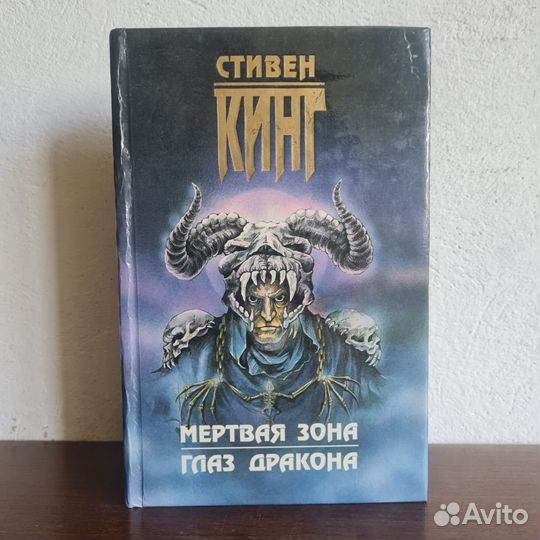 СТИВЕН
КИНГ
МЕРТВАЯ ЗОНА
ГЛАЗ ДРАКОНА
Avito